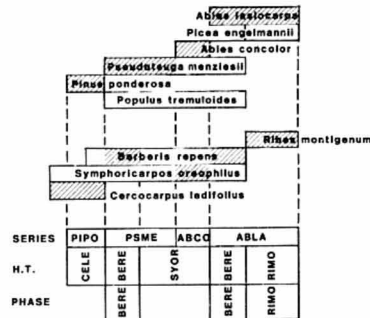 Abies lasiocarpa
Picea engelmannii
Abies concolor
Pseudotsuga menziesii
Pinus ponderosa
Populus tremuloides
Ribes montigenum
Berberis repens
Symphoricarpos oreophilus
Cercocarpus ledifolius
SERIES PIPO PSME ABCO ABLA
H.T. CELE BERE SYOR BERE RIMO
PHASE BERE BERE RIMO